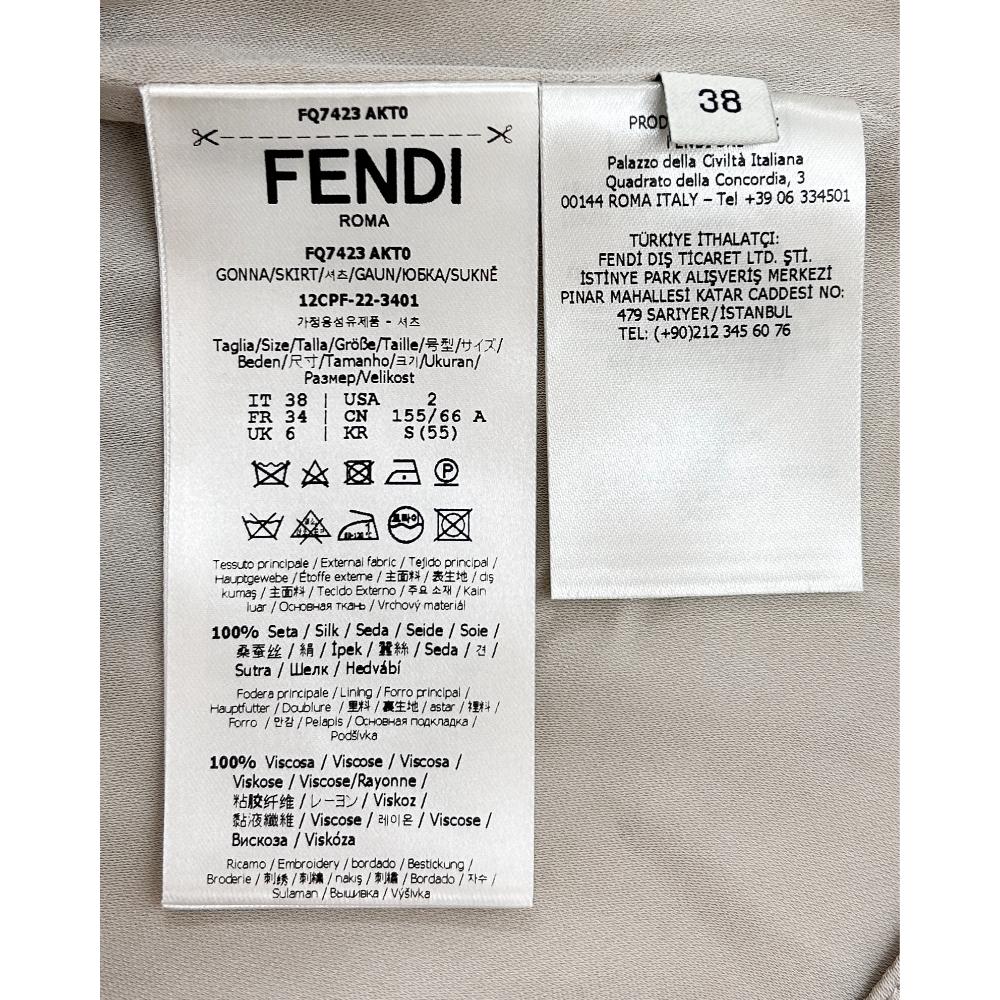 FQ7423 AKT0
FENDI
ROMA
FQ7423 AKT0
GONNA/SKIRT/셔츠/GAUN/ЮБКА/SUKNĚ
12CPF-22-3401
가정용섬유제품 - 셔츠
Taglia/Size/Talla/Größe/Taille/号型/サイズ/
Beden/尺寸/Tamanho/크기/Ukuran/
Размер/Velikost
IT 38 | USA 2
FR 34 | CN 155/66 A
UK 6 | KR S(55)
P
드라이
Tessuto principale / External fabric / Tejido principal /
Hauptgewebe / Étoffe externe / 主面料 / 表生地 / dış
kumaş / 主面料 / Tecido Externo / 주요 소재 / Kain
luar / Основная ткань / Vrchový materiál
100% Seta / Silk / Seda / Seide / Soie /
桑蚕丝 / 絹 / İpek / 蠶絲 / Seda / 견 /
Sutra / Шелк / Hedvábí
Fodera principale / Lining / Forro principal /
Hauptfutter / Doublure / 里料 / 裏生地 / astar / 裡料 /
Forro / 안감 / Pelapis / Основная подкладка /
Podšívka
100% Viscosa / Viscose / Viscosa /
Viskose / Viscose/Rayonne /
粘胶纤维 / レーヨン / Viskoz /
黏液纖維 / Viscose / 레이온 / Viscose /
Вискоза / Viskóza
Ricamo / Embroidery / bordado / Bestickung /
Broderie / 刺绣 / 刺繍 / nakış / 刺繡 / Bordado / 자수 /
Sulaman / Вышивка / Výšivka
38
PROD :
Palazzo della Civiltà Italiana
Quadrato della Concordia, 3
00144 ROMA ITALY – Tel +39 06 334501
TÜRKİYE İTHALATÇI:
FENDİ DIŞ TİCARET LTD. ŞTİ.
İSTİNYE PARK ALIŞVERİŞ MERKEZİ
PINAR MAHALLESİ KATAR CADDESİ NO:
479 SARIYER/İSTANBUL
TEL: (+90)212 345 60 76